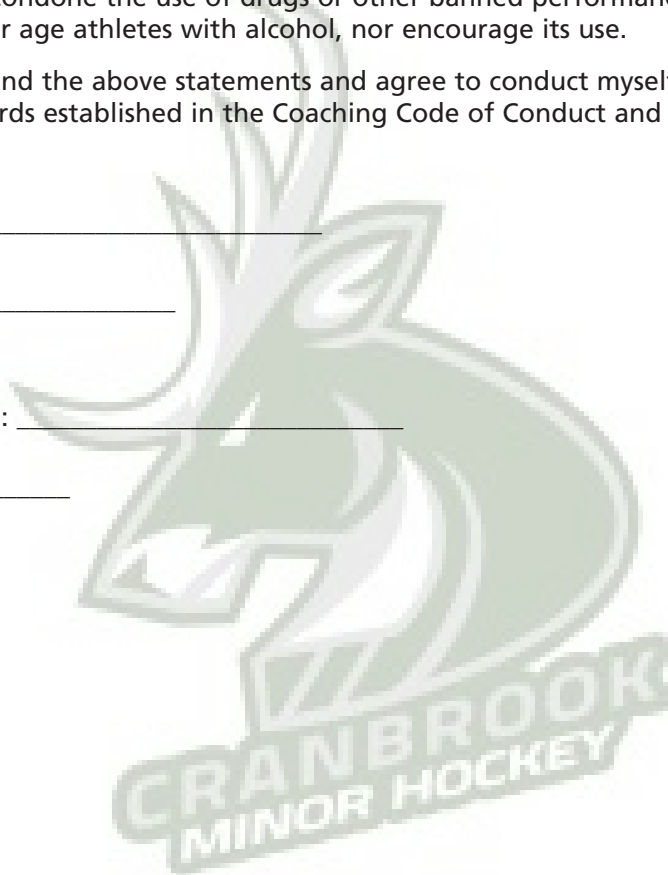 condone the use of drugs or other banned performan
r age athletes with alcohol, nor encourage its use.
nd the above statements and agree to conduct mysel
rds established in the Coaching Code of Conduct and
:
CRANBROOK
MINOR HOCKEY